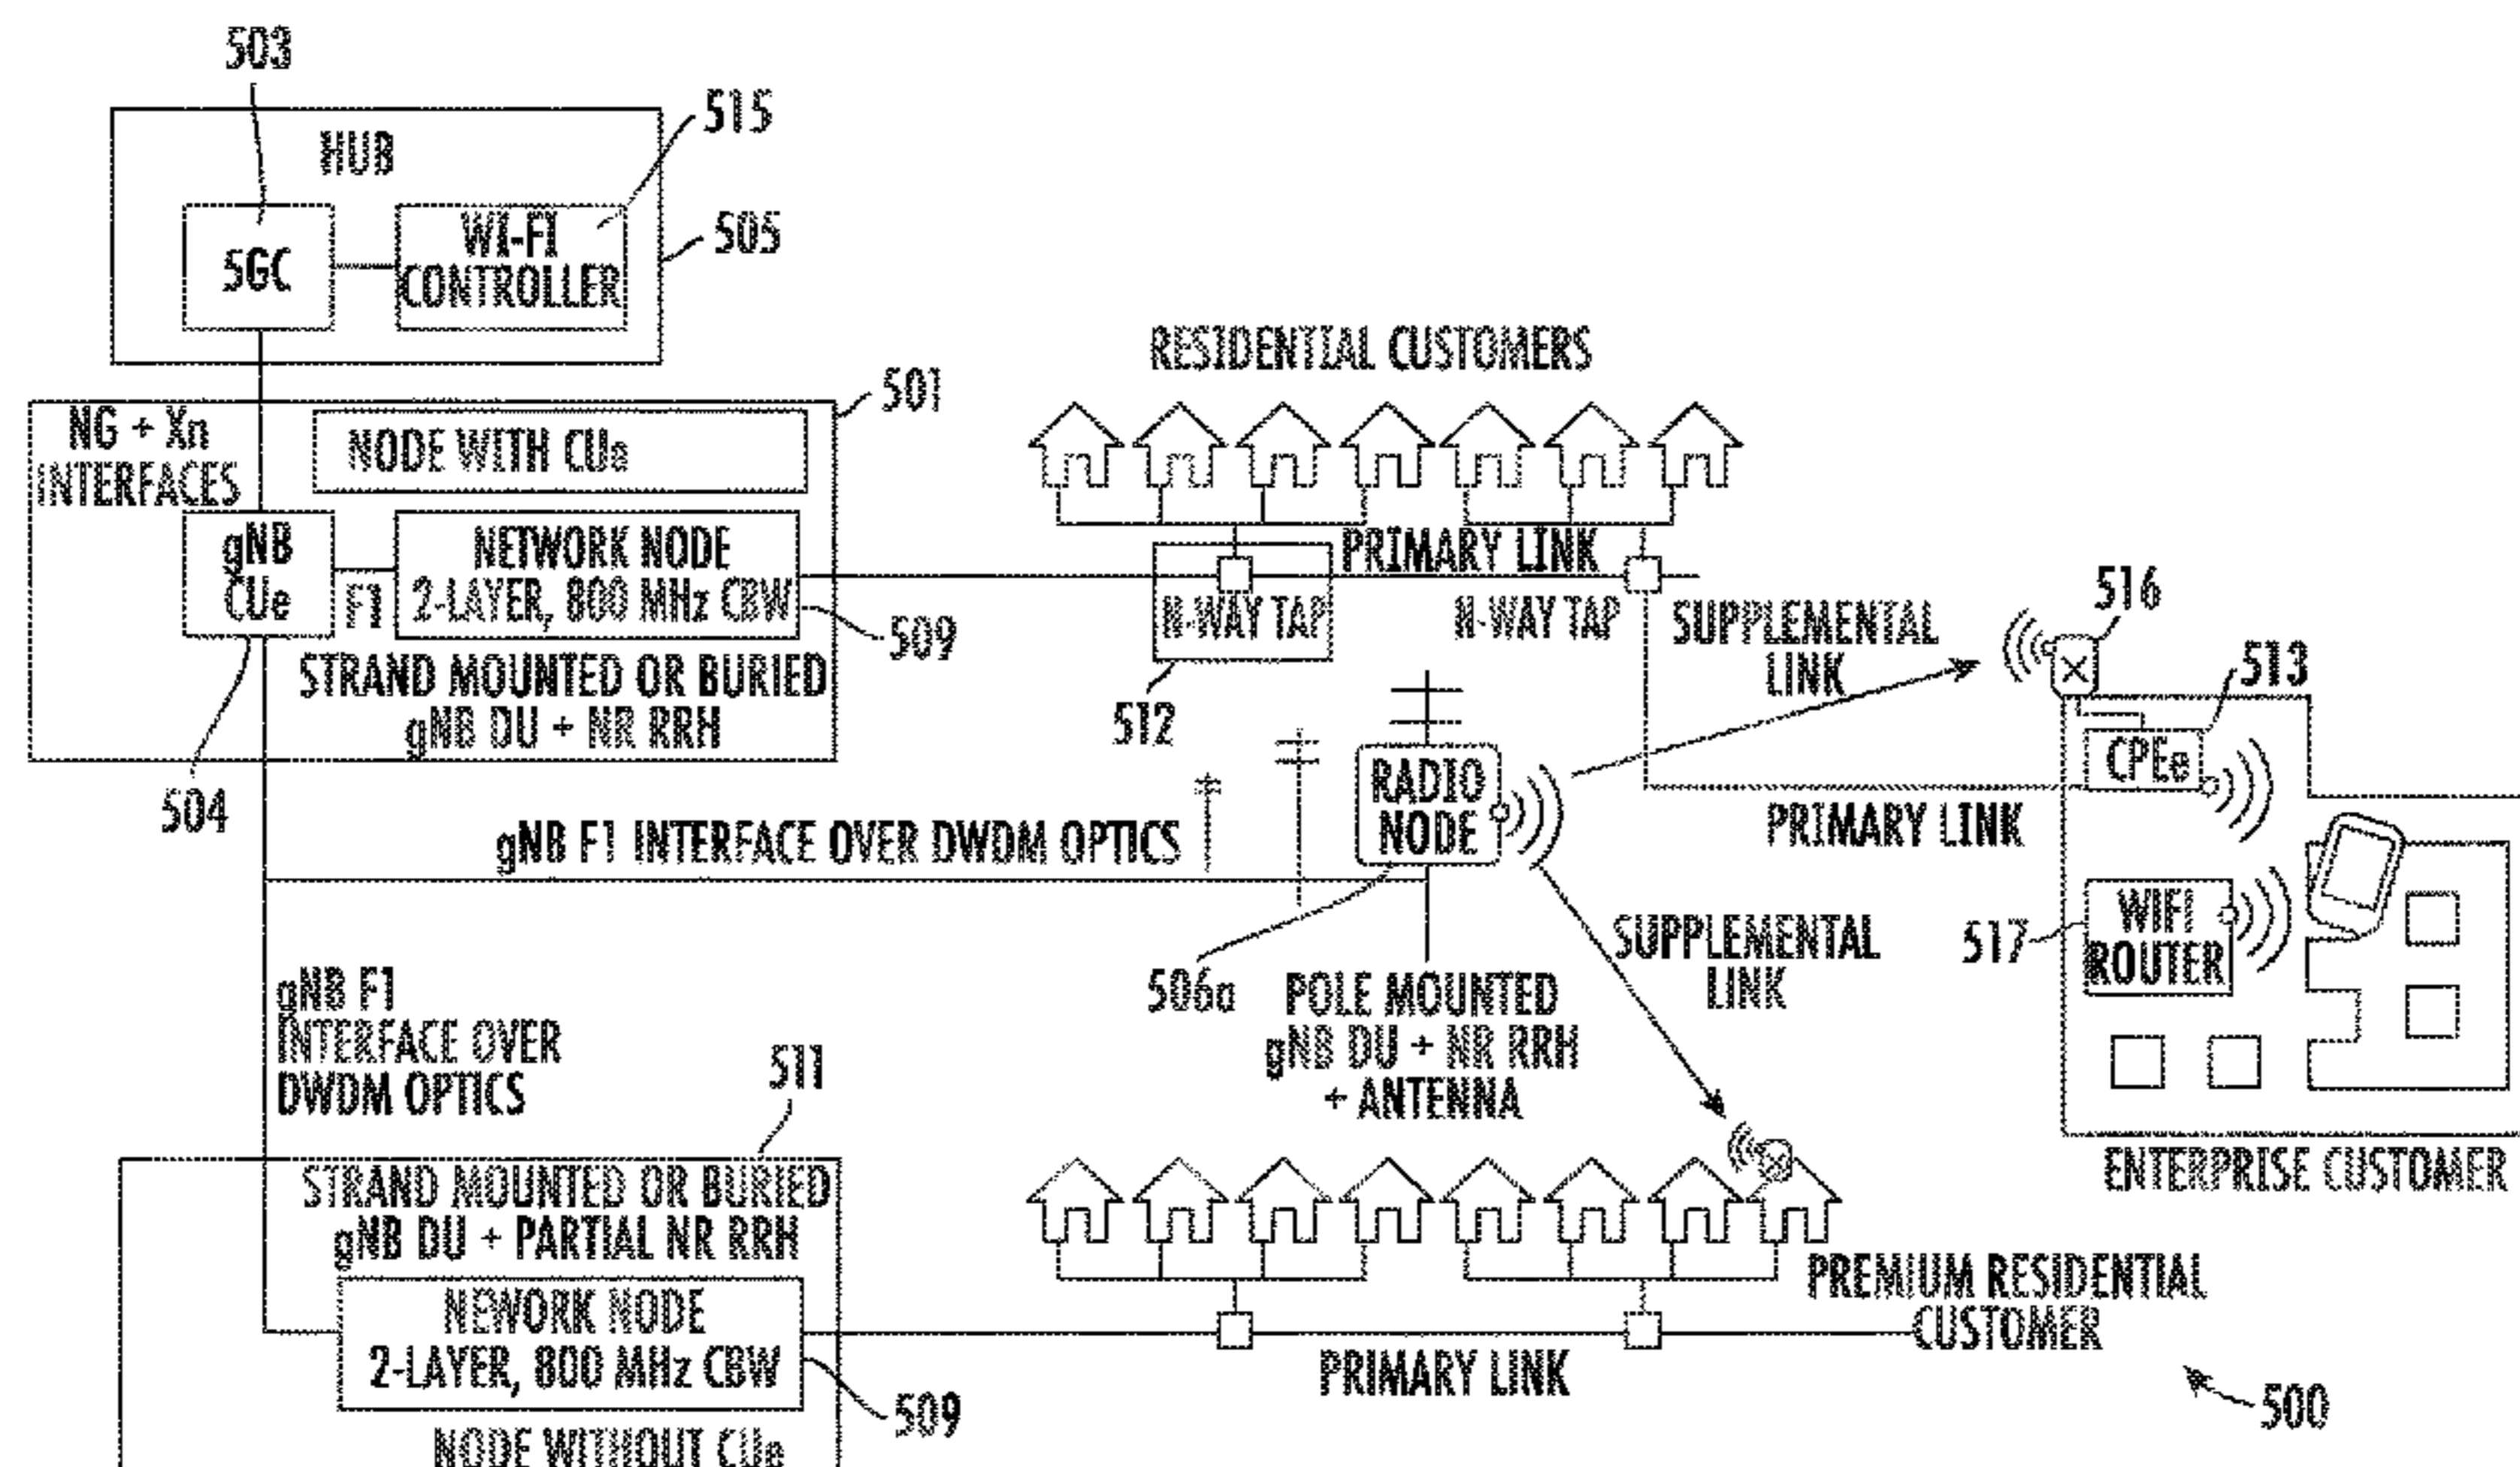 503
HUB
515
5GC
WI-FI
CONTROLLER
505
RESIDENTIAL CUSTOMERS
501
NG + Xn
INTERFACES
NODE WITH CUe
gNB
CUe
F1
NETWORK NODE
2-LAYER, 800 MHz CBW
509
STRAND MOUNTED OR BURIED
gNB DU + NR RRH
504
PRIMARY LINK
N-WAY TAP
N-WAY TAP
512
SUPPLEMENTAL
LINK
516
513
CPEe
PRIMARY LINK
RADIO
NODE
gNB F1 INTERFACE OVER DWDM OPTICS
506a
POLE MOUNTED
gNB DU + NR RRH
+ ANTENNA
SUPPLEMENTAL
LINK
517
WIFI
ROUTER
ENTERPRISE CUSTOMER
gNB F1
INTERFACE OVER
DWDM OPTICS
511
STRAND MOUNTED OR BURIED
gNB DU + PARTIAL NR RRH
NEWORK NODE
2-LAYER, 800 MHz CBW
509
NODE WITHOUT CUe
PRIMARY LINK
PREMIUM RESIDENTIAL
CUSTOMER
500